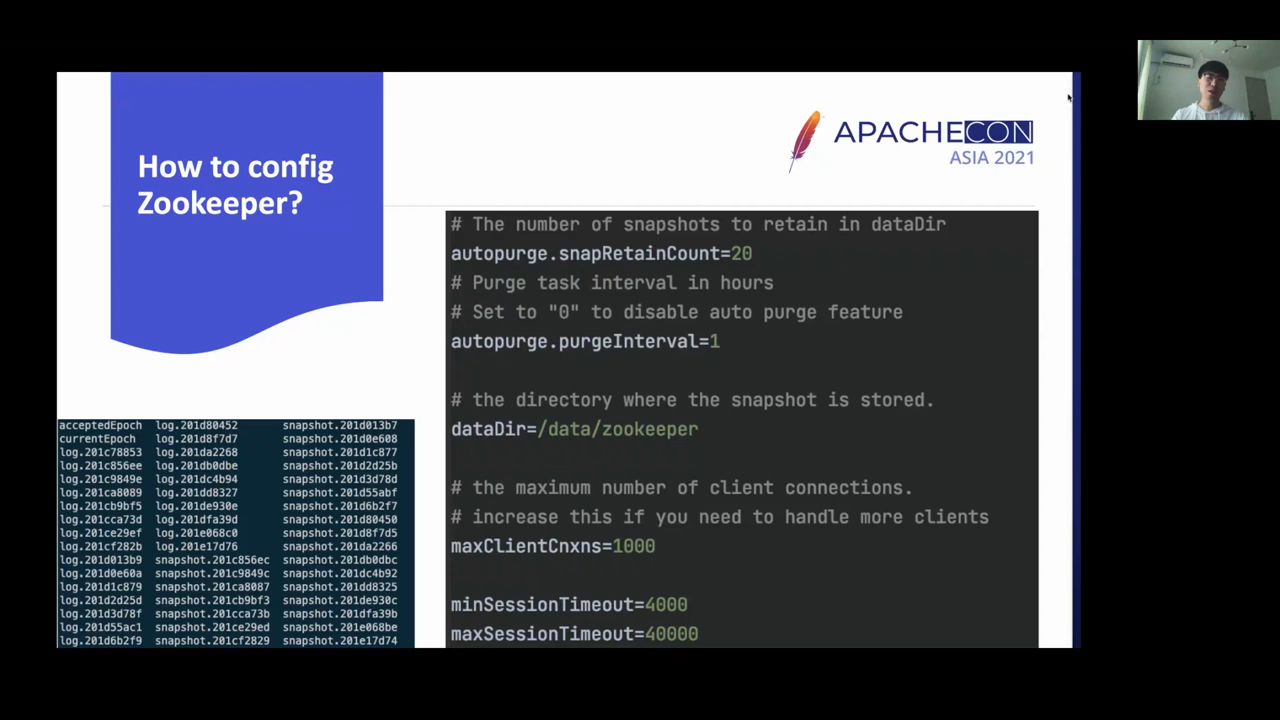 How to config
Zookeeper?
APACHECON
ASIA 2021
# The number of snapshots to retain in dataDir
autopurge.snapRetainCount=20
# Purge task interval in hours
# Set to "0" to disable auto purge feature
autopurge.purgeInterval=1
# the directory where the snapshot is stored.
dataDir=/data/zookeeper
# the maximum number of client connections.
# increase this if you need to handle more clients
maxClientCnxns=1000
minSessionTimeout=4000
maxSessionTimeout=40000
acceptedEpoch log.201d80452 snapshot.201d013b7
currentEpoch log.201d8f7d7 snapshot.201d0e608
log.201c78853 log.201da2268 snapshot.201d1c877
log.201c856ee log.201db0dbe snapshot.201d2d25b
log.201c9849e log.201dc4b94 snapshot.201d3d78d
log.201ca8089 log.201dd8327 snapshot.201d55abf
log.201cb9bf5 log.201de930e snapshot.201d6b2f7
log.201cca73d log.201dfa39d snapshot.201d80450
log.201ce29ef log.201e068c0 snapshot.201d8f7d5
log.201cf282b log.201e17d76 snapshot.201da2266
log.201d013b9 snapshot.201c856ec snapshot.201db0dbc
log.201d0e60a snapshot.201c9849c snapshot.201dc4b92
log.201d1c879 snapshot.201ca8087 snapshot.201dd8325
log.201d2d25d snapshot.201cb9bf3 snapshot.201de930c
log.201d3d78f snapshot.201cca73b snapshot.201dfa39b
log.201d55ac1 snapshot.201ce29ed snapshot.201e068be
log.201d6b2f9 snapshot.201cf2829 snapshot.201e17d74